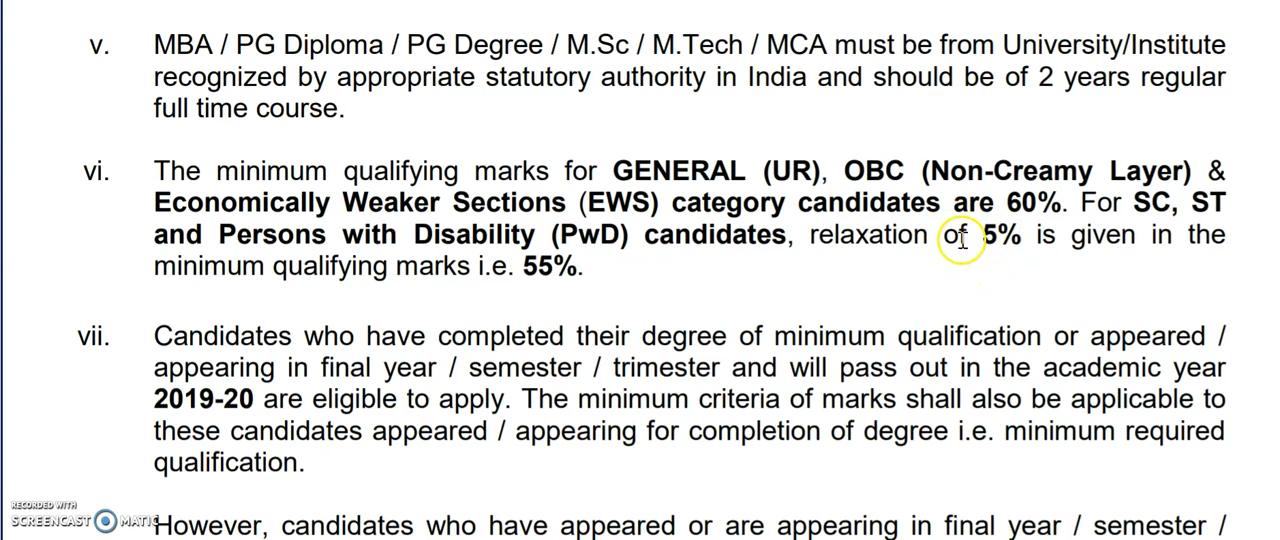 v. MBA / PG Diploma / PG Degree / M.Sc / M.Tech / MCA must be from University/Institute
recognized by appropriate statutory authority in India and should be of 2 years regular
full time course.
vi. The minimum qualifying marks for GENERAL (UR), OBC (Non-Creamy Layer) &
Economically Weaker Sections (EWS) category candidates are 60%. For SC, ST
and Persons with Disability (PwD) candidates, relaxation of 5% is given in the
minimum qualifying marks i.e. 55%.
vii. Candidates who have completed their degree of minimum qualification or appeared /
appearing in final year / semester / trimester and will pass out in the academic year
2019-20 are eligible to apply. The minimum criteria of marks shall also be applicable to
these candidates appeared / appearing for completion of degree i.e. minimum required
qualification.
RECORDED WITH
SCREENCAST MATIC
However, candidates who have appeared or are appearing in final year / semester /